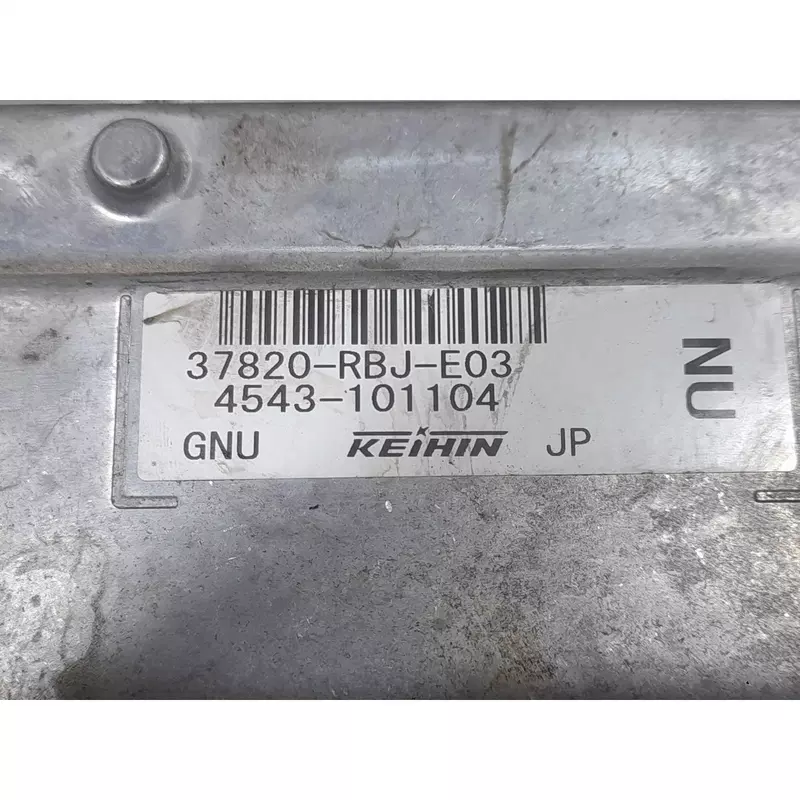 37820-RBJ-E03
4543-101104
GNU KEIHIN JP
NU